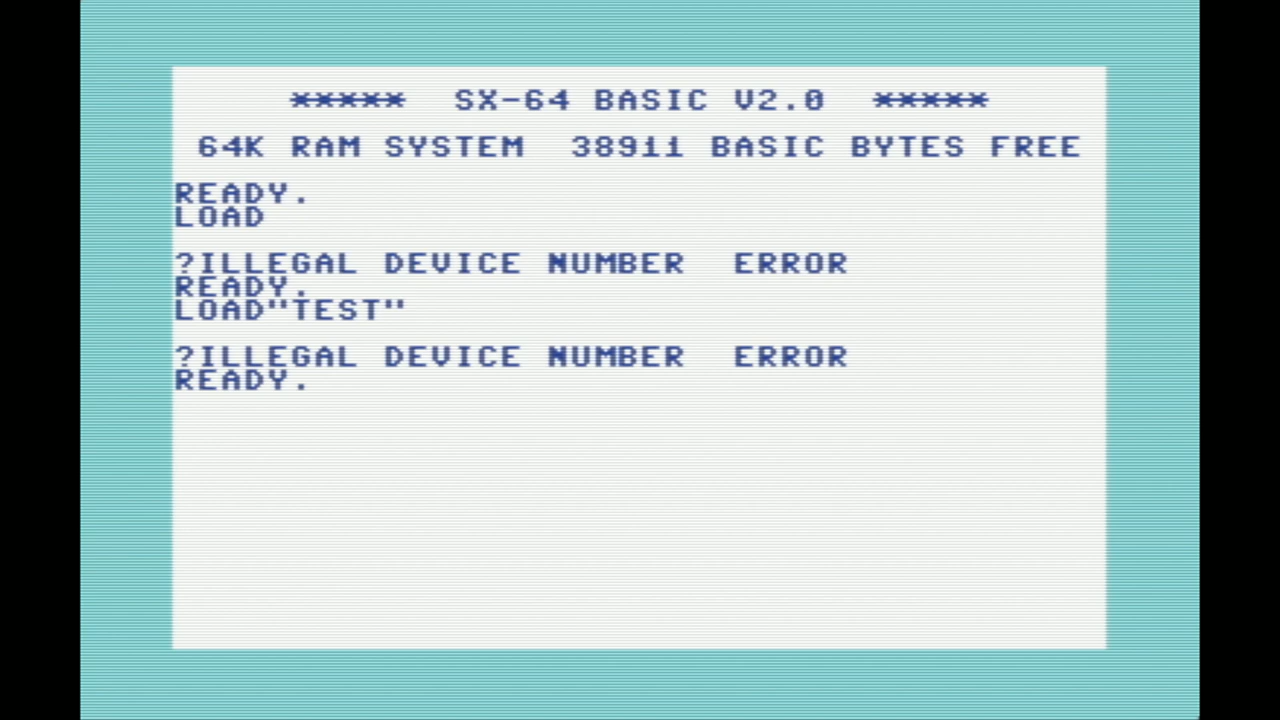 ***** SX-64 BASIC V2.0 *****
64K RAM SYSTEM 38911 BASIC BYTES FREE
READY.
LOAD
?ILLEGAL DEVICE NUMBER ERROR
READY.
LOAD"TEST"
?ILLEGAL DEVICE NUMBER ERROR
READY.